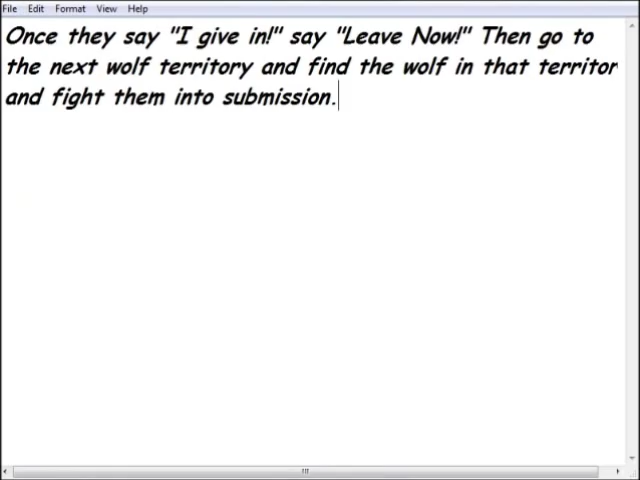 File Edit Format View Help
Once they say "I give in!" say "Leave Now!" Then go to
the next wolf territory and find the wolf in that territor
and fight them into submission.